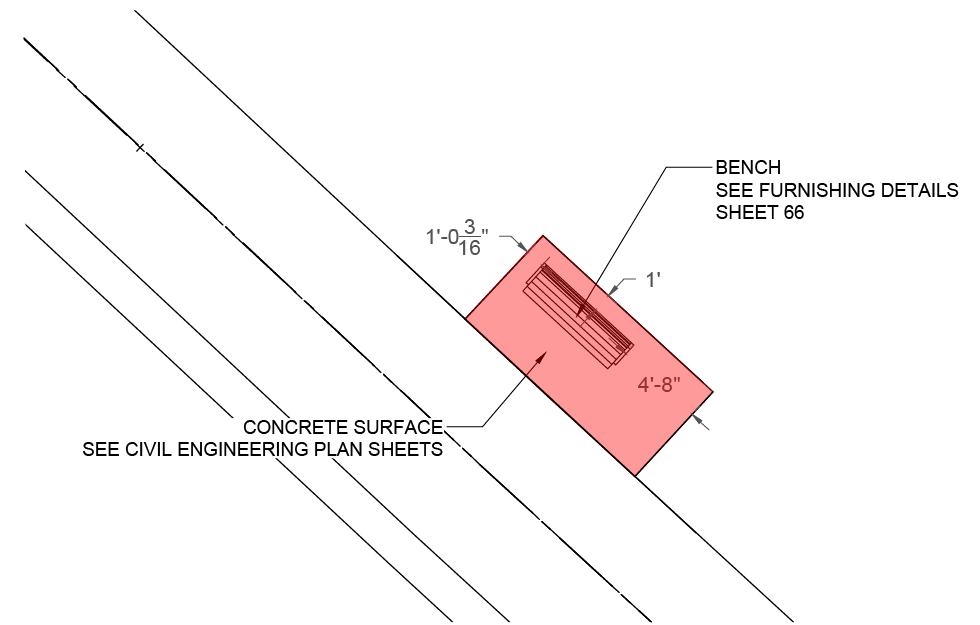 BENCH
SEE FURNISHING DETAILS
SHEET 66
1'-0 3/16"
1'
4'-8"
CONCRETE SURFACE
SEE CIVIL ENGINEERING PLAN SHEETS